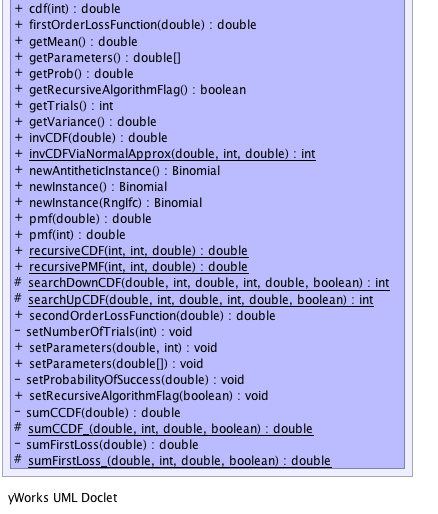 + cdf(int) : double
+ firstOrderLossFunction(double) : double
+ getMean() : double
+ getParameters() : double[]
+ getProb() : double
+ getRecursiveAlgorithmFlag() : boolean
+ getTrials() : int
+ getVariance() : double
+ invCDF(double) : double
+ invCDFViaNormalApprox(double, int, double) : int
+ newAntitheticInstance() : Binomial
+ newInstance() : Binomial
+ newInstance(RngIfc) : Binomial
+ pmf(double) : double
+ pmf(int) : double
+ recursiveCDF(int, int, double) : double
+ recursivePMF(int, int, double) : double
# searchDownCDF(double, int, double, int, double, boolean) : int
# searchUpCDF(double, int, double, int, double, boolean) : int
+ secondOrderLossFunction(double) : double
- setNumberOfTrials(int) : void
+ setParameters(double, int) : void
+ setParameters(double[]) : void
- setProbabilityOfSuccess(double) : void
+ setRecursiveAlgorithmFlag(boolean) : void
- sumCCDF(double) : double
# sumCCDF_(double, int, double, boolean) : double
- sumFirstLoss(double) : double
# sumFirstLoss_(double, int, double, boolean) : double
yWorks UML Doclet